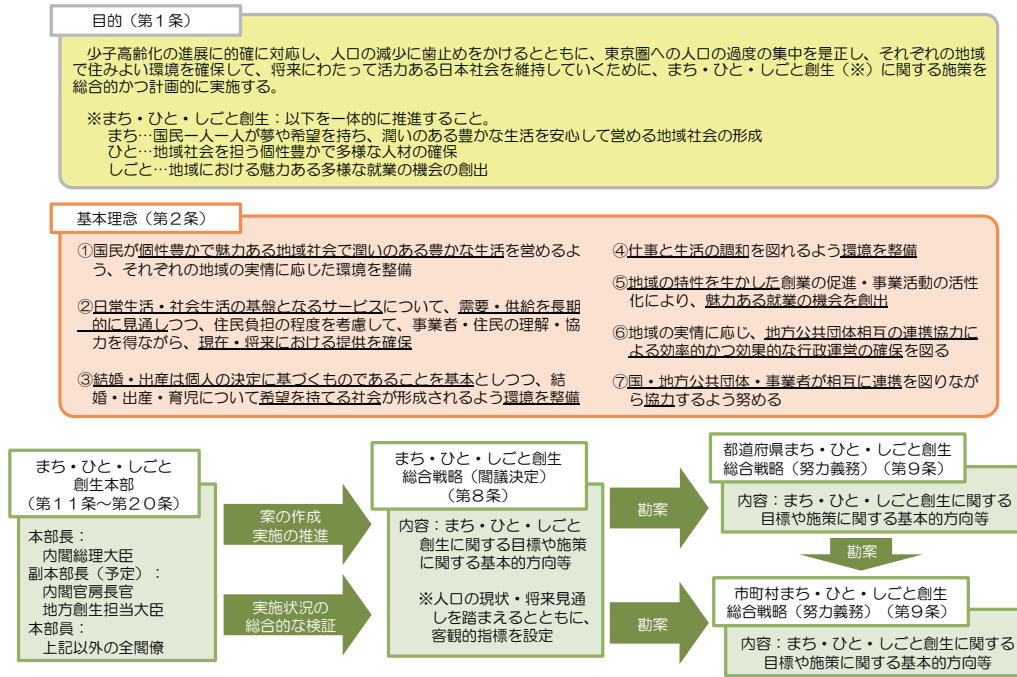 目的（第１条）
少子高齢化の進展に的確に対応し、人口の減少に歯止めをかけるとともに、東京圏への人口の過度の集中を是正し、それぞれの地域
で住みよい環境を確保して、将来にわたって活力ある日本社会を維持していくために、まち・ひと・しごと創生（※）に関する施策を
総合的かつ計画的に実施する。
※まち・ひと・しごと創生：以下を一体的に推進すること。
まち…国民一人一人が夢や希望を持ち、潤いのある豊かな生活を安心して営める地域社会の形成
ひと…地域社会を担う個性豊かで多様な人材の確保
しごと…地域における魅力ある多様な就業の機会の創出
基本理念（第２条）
①国民が個性豊かで魅力ある地域社会で潤いのある豊かな生活を営めるよ
う、それぞれの地域の実情に応じた環境を整備
②日常生活・社会生活の基盤となるサービスについて、需要・供給を長期
的に見通しつつ、住民負担の程度を考慮して、事業者・住民の理解・協
力を得ながら、現在・将来における提供を確保
③結婚・出産は個人の決定に基づくものであることを基本としつつ、結
婚・出産・育児について希望を持てる社会が形成されるよう環境を整備
④仕事と生活の調和を図れるよう環境を整備
⑤地域の特性を生かした創業の促進・事業活動の活性
化により、魅力ある就業の機会を創出
⑥地域の実情に応じ、地方公共団体相互の連携協力
による効率的かつ効果的な行政運営の確保を図る
⑦国・地方公共団体・事業者が相互に連携を図りなが
ら協力するよう努める
まち・ひと・しごと
創生本部
（第１１条～第２０条）
本部長：
内閣総理大臣
副本部長（予定）：
内閣官房長官
地方創生担当大臣
本部員：
上記以外の全閣僚
案の作成
実施の推進
実施状況の
総合的な検証
まち・ひと・しごと創生
総合戦略（閣議決定）
（第８条）
内容：まち・ひと・しごと
創生に関する目標や施策
に関する基本的方向等
※人口の現状・将来見通
しを踏まえるとともに、
客観的指標を設定
勘案
勘案
都道府県まち・ひと・しごと創生
総合戦略（努力義務）（第９条）
内容：まち・ひと・しごと創生に関する
目標や施策に関する基本的方向等
勘案
市町村まち・ひと・しごと創生
総合戦略（努力義務）（第９条）
内容：まち・ひと・しごと創生に関する
目標や施策に関する基本的方向等